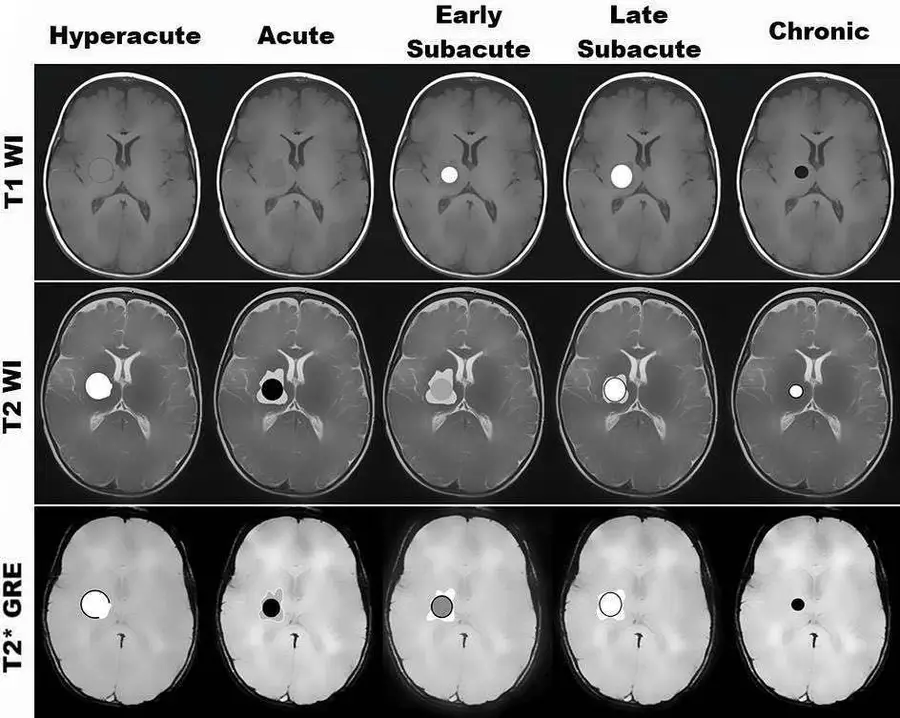 Hyperacute
Acute
Early
Subacute
Late
Subacute
Chronic
T1 WI
T2 WI
T2* GRE